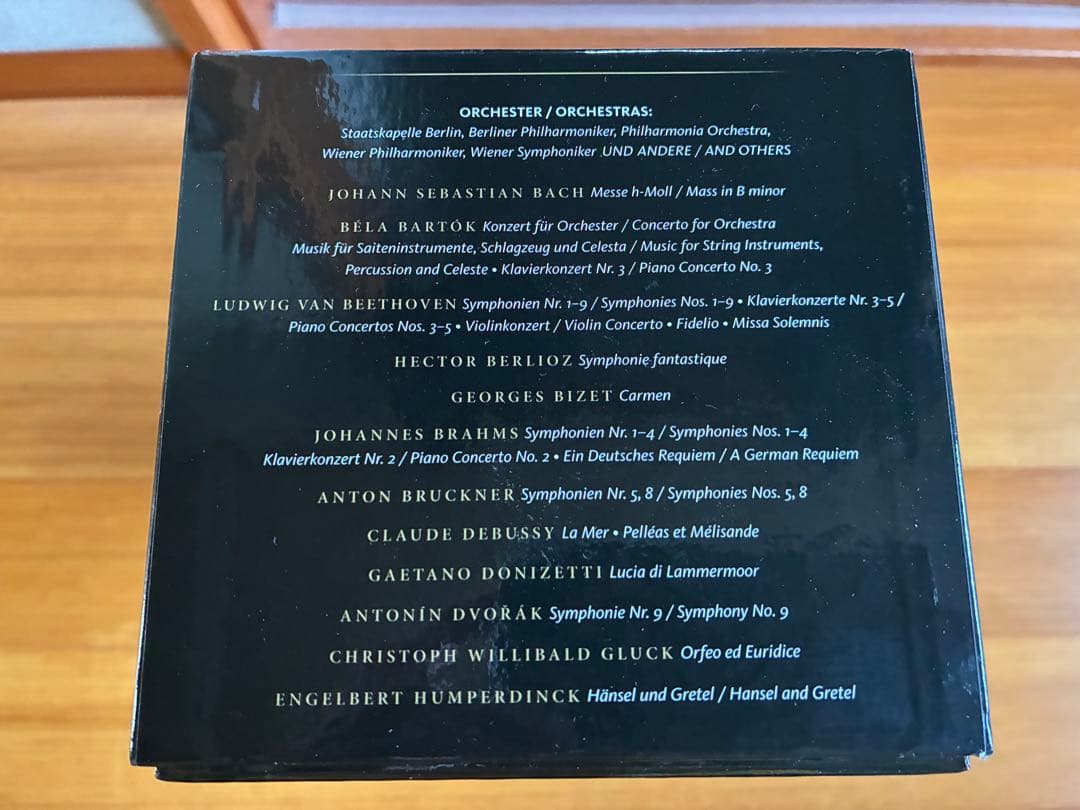 ORCHESTER / ORCHESTRAS:
Staatskapelle Berlin, Berliner Philharmoniker, Philharmonia Orchestra,
Wiener Philharmoniker, Wiener Symphoniker UND ANDERE / AND OTHERS
JOHANN SEBASTIAN BACH Messe h-Moll / Mass in B minor
BÉLA BARTÓK Konzert für Orchester / Concerto for Orchestra
Musik für Saiteninstrumente, Schlagzeug und Celesta / Music for String Instruments,
Percussion and Celeste • Klavierkonzert Nr. 3 / Piano Concerto No. 3
LUDWIG VAN BEETHOVEN Symphonien Nr. 1–9 / Symphonies Nos. 1–9 • Klavierkonzerte Nr. 3–5 /
Piano Concertos Nos. 3–5 • Violinkonzert / Violin Concerto • Fidelio • Missa Solemnis
HECTOR BERLIOZ Symphonie fantastique
GEORGES BIZET Carmen
JOHANNES BRAHMS Symphonien Nr. 1–4 / Symphonies Nos. 1–4
Klavierkonzert Nr. 2 / Piano Concerto No. 2 • Ein Deutsches Requiem / A German Requiem
ANTON BRUCKNER Symphonien Nr. 5, 8 / Symphonies Nos. 5, 8
CLAUDE DEBUSSY La Mer • Pelléas et Mélisande
GAETANO DONIZETTI Lucia di Lammermoor
ANTONÍN DVOŘÁK Symphonie Nr. 9 / Symphony No. 9
CHRISTOPH WILLIBALD GLUCK Orfeo ed Euridice
ENGELBERT HUMPERDINCK Hänsel und Gretel / Hansel and Gretel